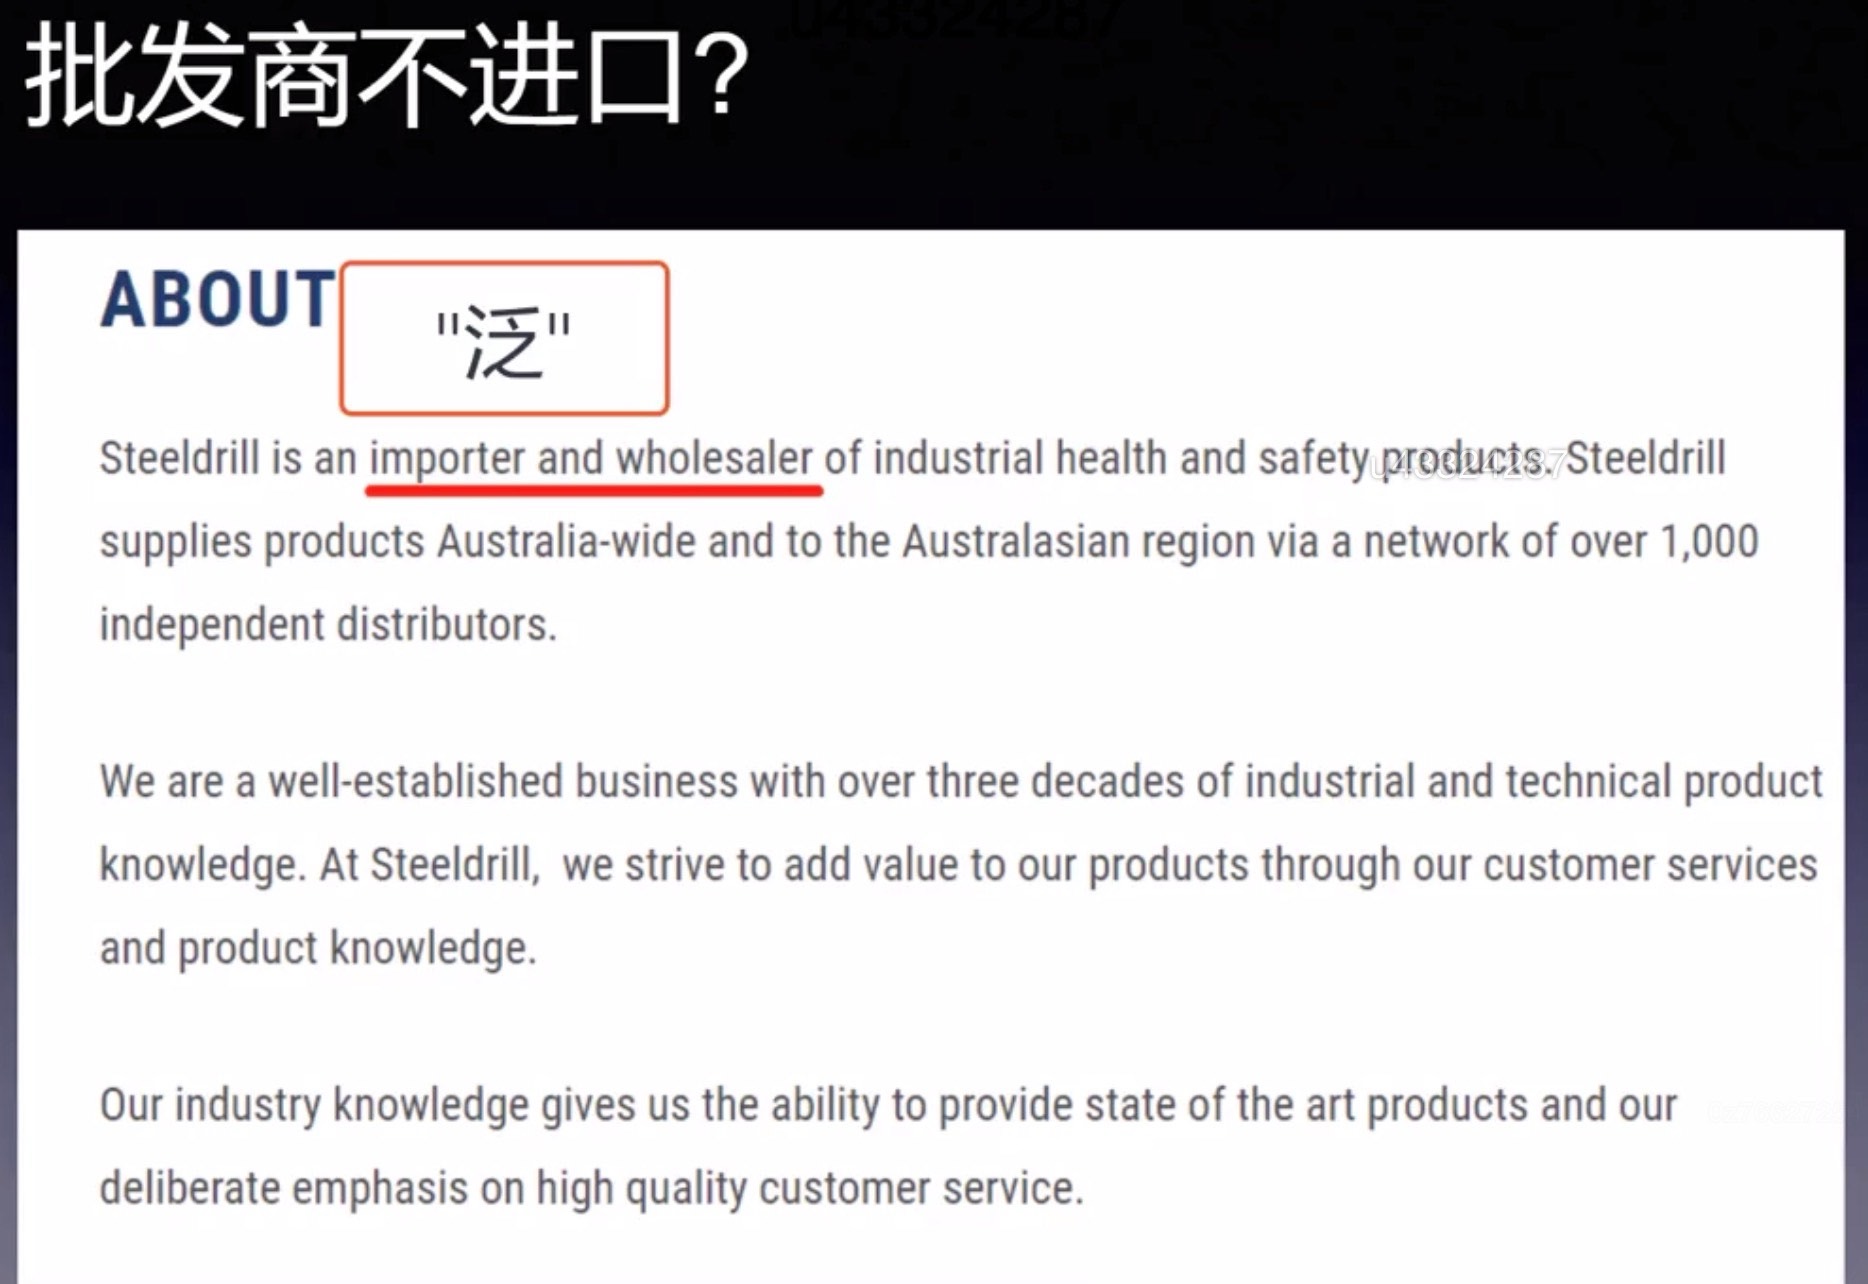 u43324287
批发商不进口?
ABOUT
"泛"
Steeldrill is an importer and wholesaler of industrial health and safety products. Steeldrill
u43324287
supplies products Australia-wide and to the Australasian region via a network of over 1,000
independent distributors.
We are a well-established business with over three decades of industrial and technical product
knowledge. At Steeldrill, we strive to add value to our products through our customer services
and product knowledge.
Our industry knowledge gives us the ability to provide state of the art products and our
deliberate emphasis on high quality customer service.